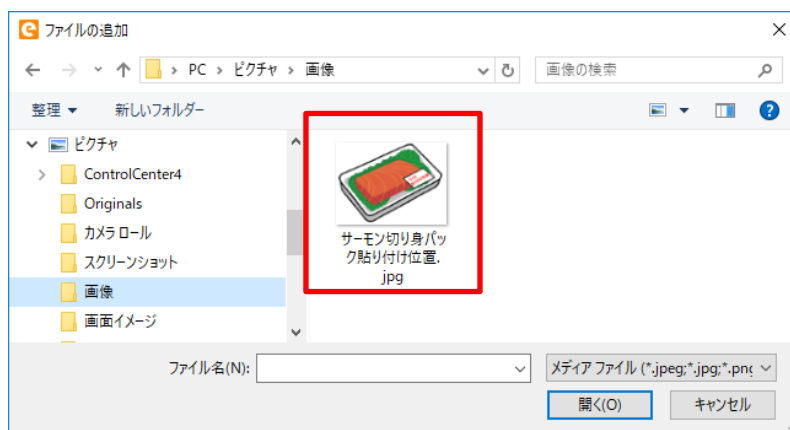 ファイルの追加
PC › ピクチャ › 画像
画像の検索
整理
新しいフォルダー
ピクチャ
ControlCenter4
Originals
カメラ ロール
スクリーンショット
画像
画面イメージ
サーモン切り身パッ
ク貼り付け位置.
jpg
ファイル名(N):
メディア ファイル (*.jpeg;*.jpg;*.png
開く(O)
キャンセル